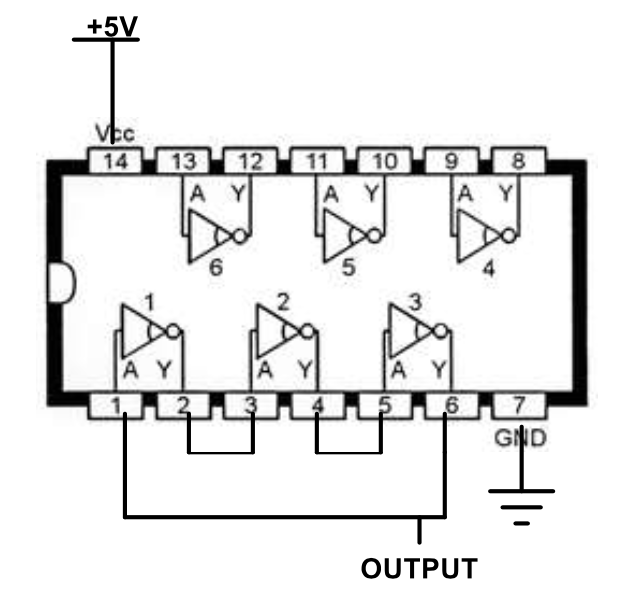 +5V
Vcc
14 13 12 11 10 9 8
A Y A Y A Y
6 5 4
1 2 3
A Y A Y A Y
1 2 3 4 5 6 7
GND
OUTPUT